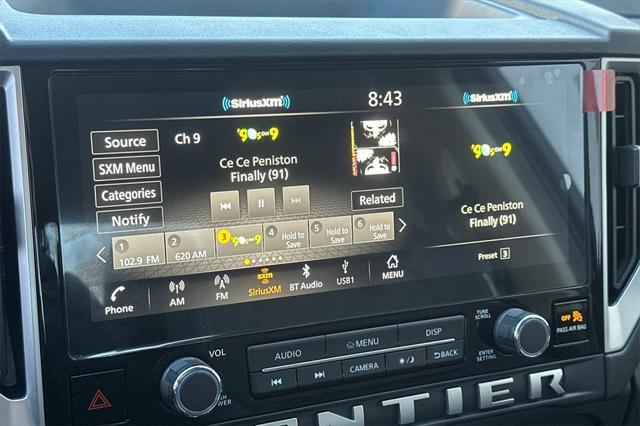 SiriusXM
8:43
SiriusXM
Source
Ch 9
'90s ON 9
'90s ON 9
SXM Menu
Ce Ce Peniston
Finally (91)
Categories
Related
Ce Ce Peniston
Finally (91)
Notify
1 102.9 FM
2 620 AM
3 '90s ON 9
4 Hold to Save
5 Hold to Save
6 Hold to Save
Preset 3
Phone
AM
FM
sxm
SiriusXM
BT Audio
USB1
MENU
VOL
AUDIO
MENU
DISP
TUNE
SCROLL
OFF
PASS AIR
BAG
CAMERA
BACK
ENTER
SETTING
NTIER